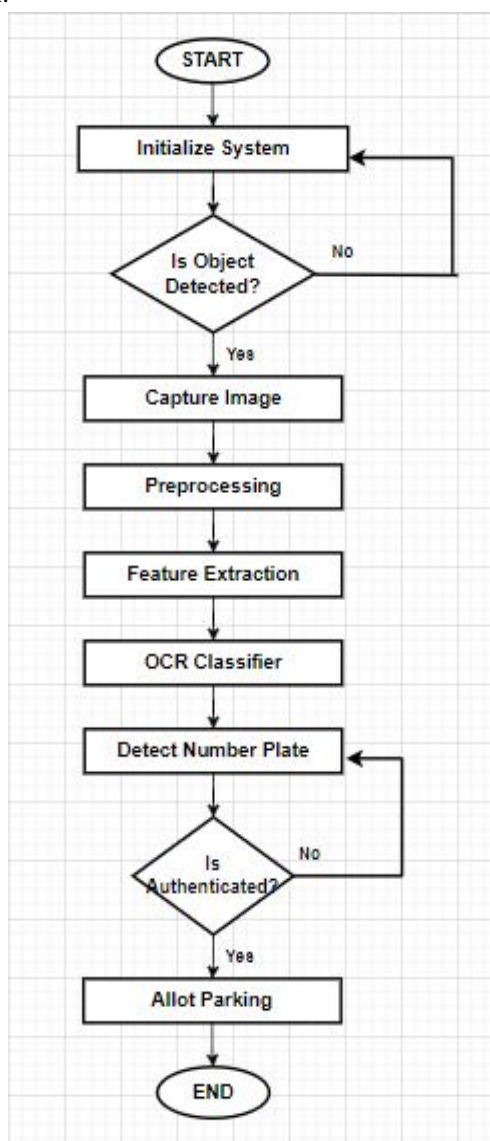 START
Initialize System
No
Is Object
Detected?
Yes
Capture Image
Preprocessing
Feature Extraction
OCR Classifier
Detect Number Plate
No
Is
Authenticated?
Yes
Allot Parking
END